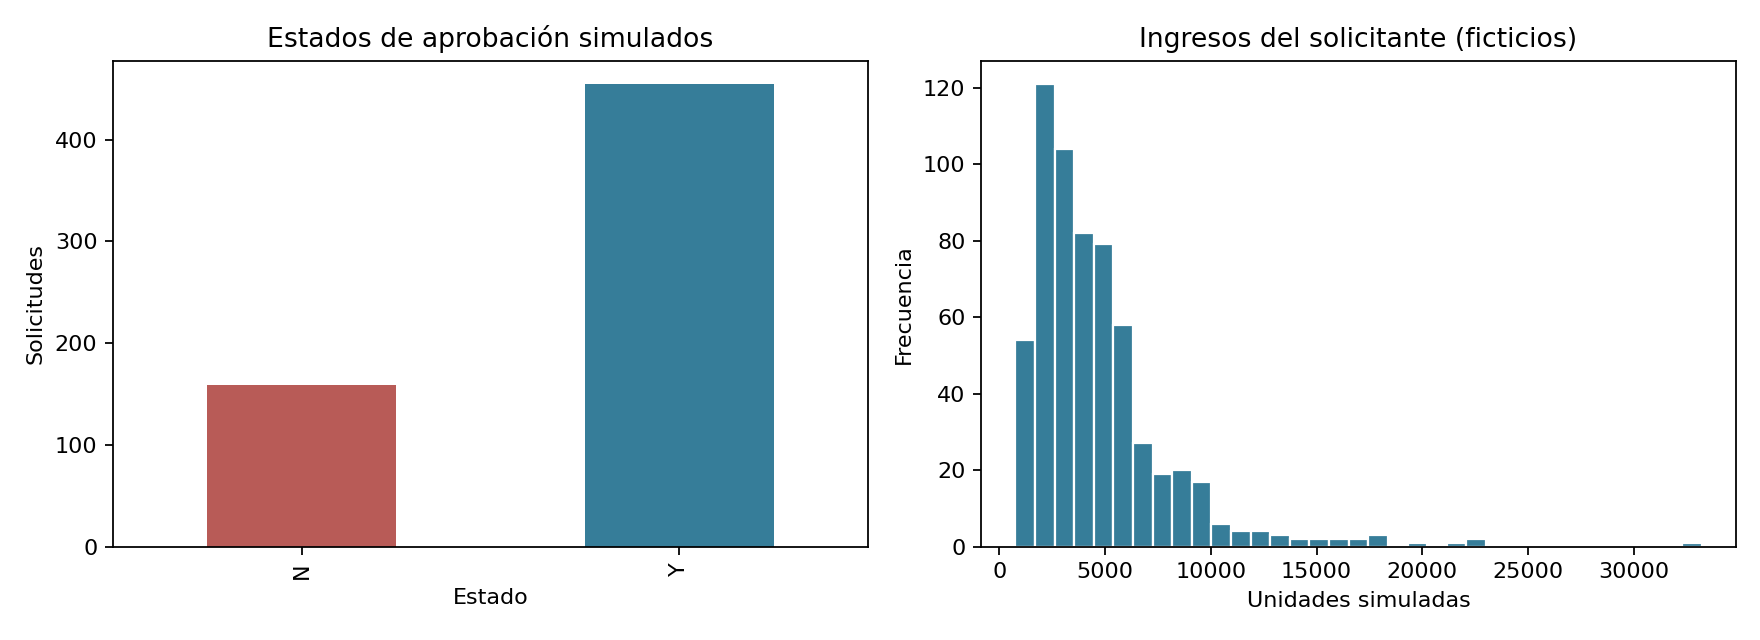 Estados de aprobación simulados
400
300
200
100
0
Solicitudes
N
Y
Estado
Ingresos del solicitante (ficticios)
120
100
80
60
40
20
0
Frecuencia
0 5000 10000 15000 20000 25000 30000
Unidades simuladas